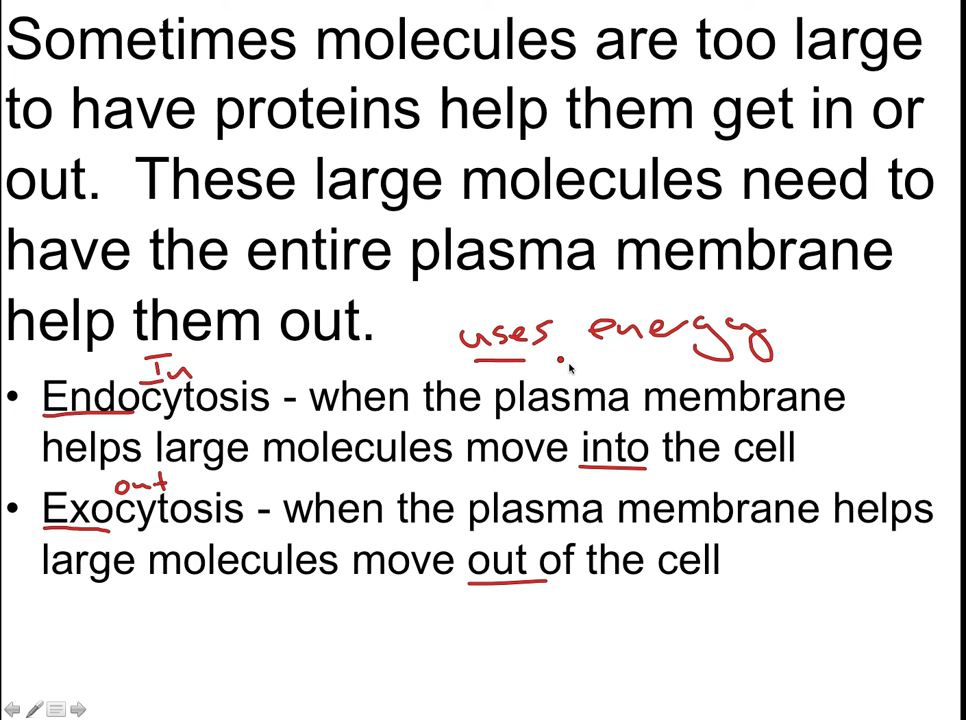 Sometimes molecules are too large
to have proteins help them get in or
out. These large molecules need to
have the entire plasma membrane
help them out.
uses energy
In
• Endocytosis - when the plasma membrane
helps large molecules move into the cell
out
• Exocytosis - when the plasma membrane helps
large molecules move out of the cell